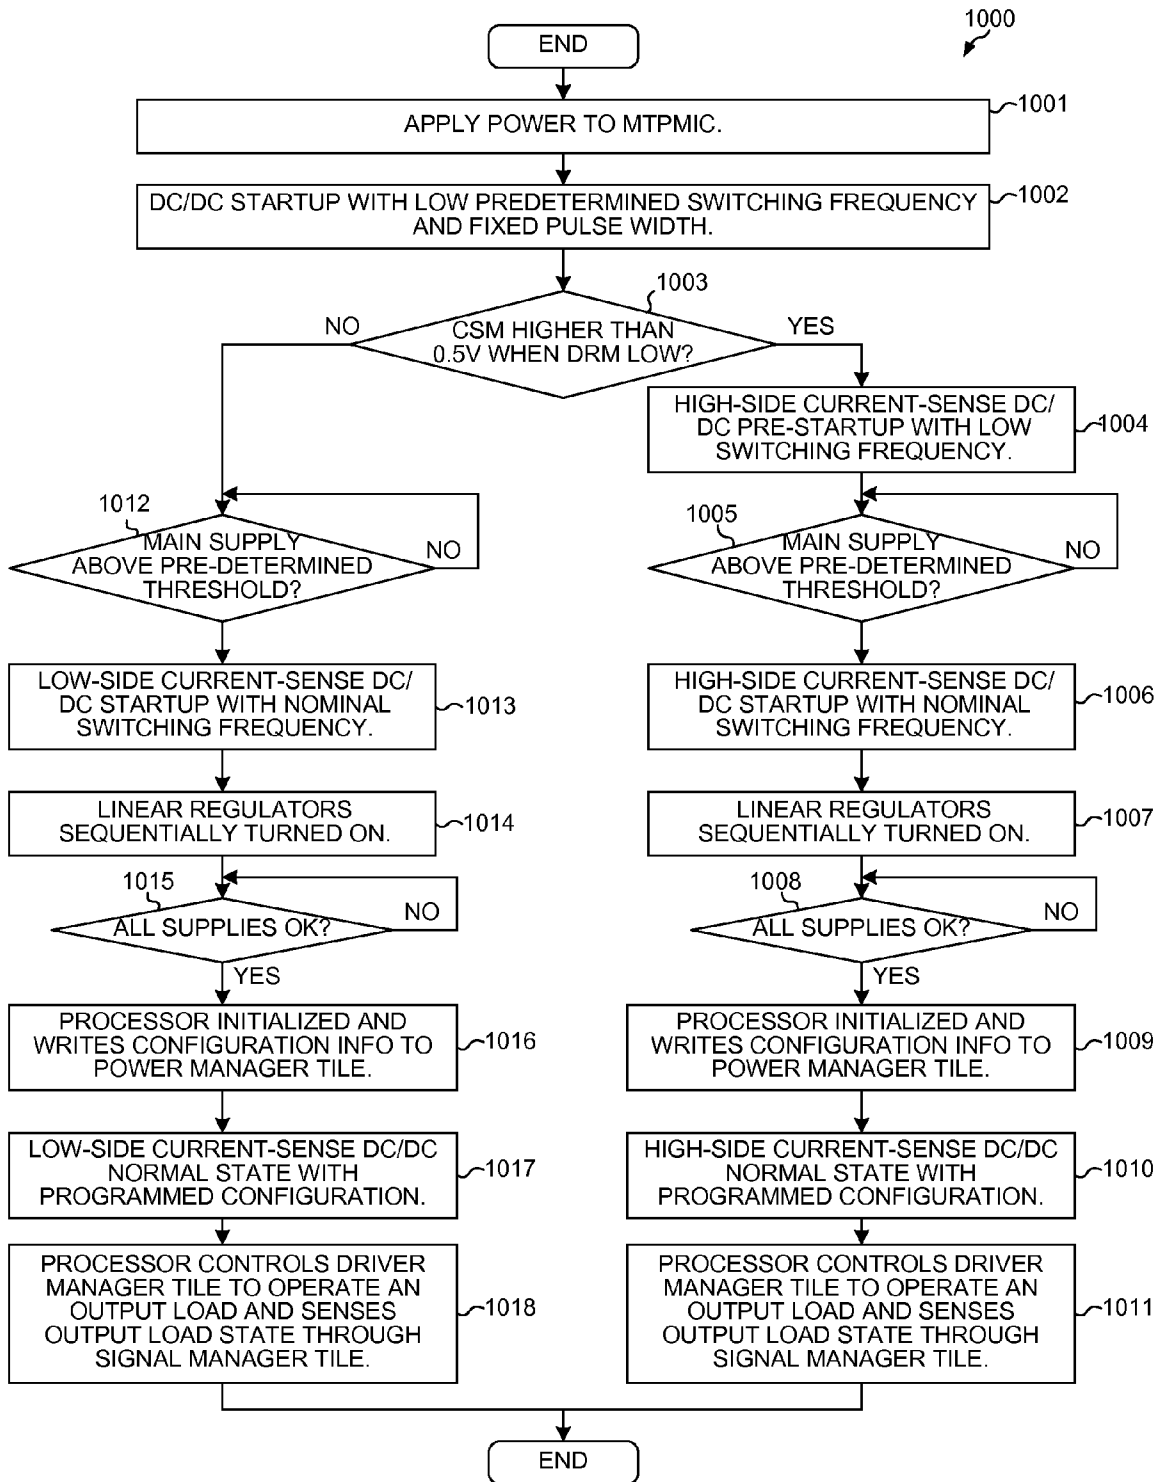 1000
END
APPLY POWER TO MTPMIC.
1001
DC/DC STARTUP WITH LOW PREDETERMINED SWITCHING FREQUENCY
AND FIXED PULSE WIDTH.
1002
1003
CSM HIGHER THAN
0.5V WHEN DRM LOW?
NO
YES
HIGH-SIDE CURRENT-SENSE DC/
DC PRE-STARTUP WITH LOW
SWITCHING FREQUENCY.
1004
1012
MAIN SUPPLY
ABOVE PRE-DETERMINED
THRESHOLD?
NO
1005
MAIN SUPPLY
ABOVE PRE-DETERMINED
THRESHOLD?
NO
LOW-SIDE CURRENT-SENSE DC/
DC STARTUP WITH NOMINAL
SWITCHING FREQUENCY.
1013
HIGH-SIDE CURRENT-SENSE DC/
DC STARTUP WITH NOMINAL
SWITCHING FREQUENCY.
1006
LINEAR REGULATORS
SEQUENTIALLY TURNED ON.
1014
LINEAR REGULATORS
SEQUENTIALLY TURNED ON.
1007
1015
ALL SUPPLIES OK?
NO
YES
1008
ALL SUPPLIES OK?
NO
YES
PROCESSOR INITIALIZED AND
WRITES CONFIGURATION INFO TO
POWER MANAGER TILE.
1016
PROCESSOR INITIALIZED AND
WRITES CONFIGURATION INFO TO
POWER MANAGER TILE.
1009
LOW-SIDE CURRENT-SENSE DC/DC
NORMAL STATE WITH
PROGRAMMED CONFIGURATION.
1017
HIGH-SIDE CURRENT-SENSE DC/DC
NORMAL STATE WITH
PROGRAMMED CONFIGURATION.
1010
PROCESSOR CONTROLS DRIVER
MANAGER TILE TO OPERATE AN
OUTPUT LOAD AND SENSES
OUTPUT LOAD STATE THROUGH
SIGNAL MANAGER TILE.
1018
PROCESSOR CONTROLS DRIVER
MANAGER TILE TO OPERATE AN
OUTPUT LOAD AND SENSES
OUTPUT LOAD STATE THROUGH
SIGNAL MANAGER TILE.
1011
END